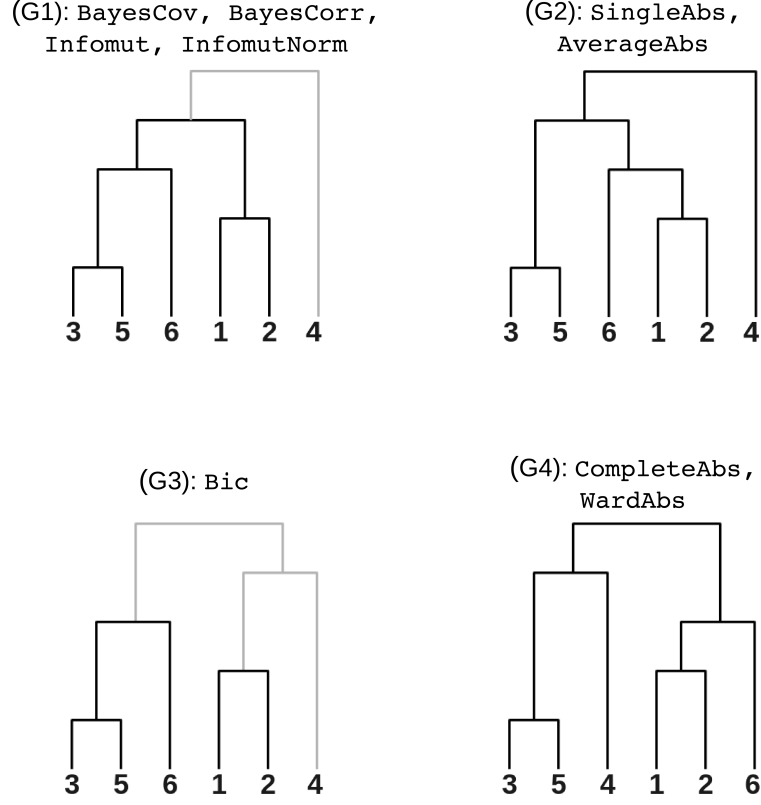 (G1): BayesCov, BayesCorr,
Infomut, InfomutNorm
3 5 6 1 2 4
(G2): SingleAbs,
AverageAbs
3 5 6 1 2 4
(G3): Bic
3 5 6 1 2 4
(G4): CompleteAbs,
WardAbs
3 5 4 1 2 6